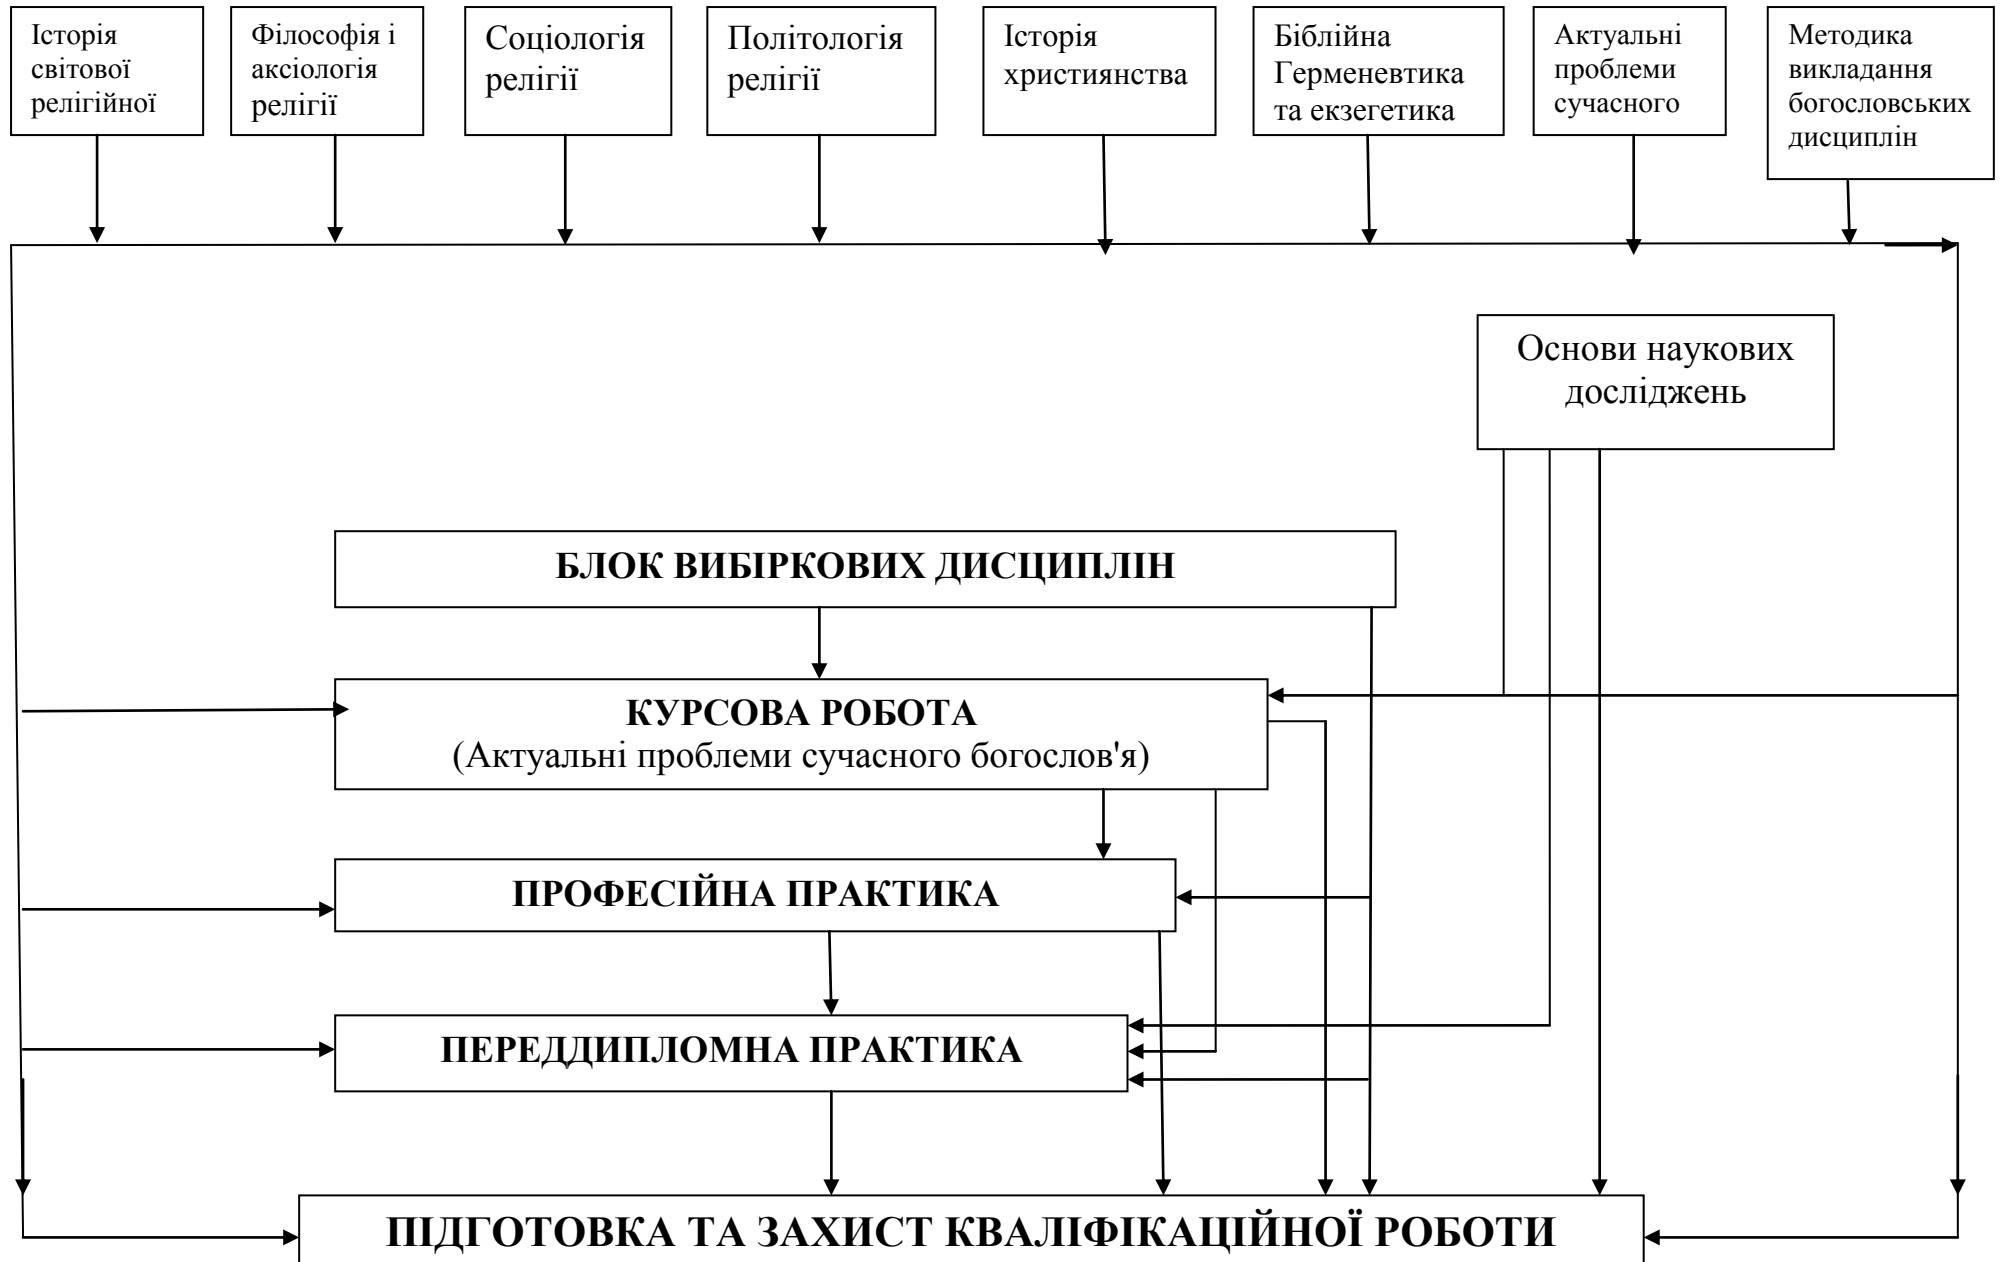 Історія
світової
релігійної
Філософія і
аксіологія
релігії
Соціологія
релігії
Політологія
релігії
Історія
християнства
Біблійна
Герменевтика
та екзегетика
Актуальні
проблеми
сучасного
Методика
викладання
богословських
дисциплін
Основи наукових
досліджень
БЛОК ВИБІРКОВИХ ДИСЦИПЛІН
КУРСОВА РОБОТА
(Актуальні проблеми сучасного богослов'я)
ПРОФЕСІЙНА ПРАКТИКА
ПЕРЕДДИПЛОМНА ПРАКТИКА
ПІДГОТОВКА ТА ЗАХИСТ КВАЛІФІКАЦІЙНОЇ РОБОТИ